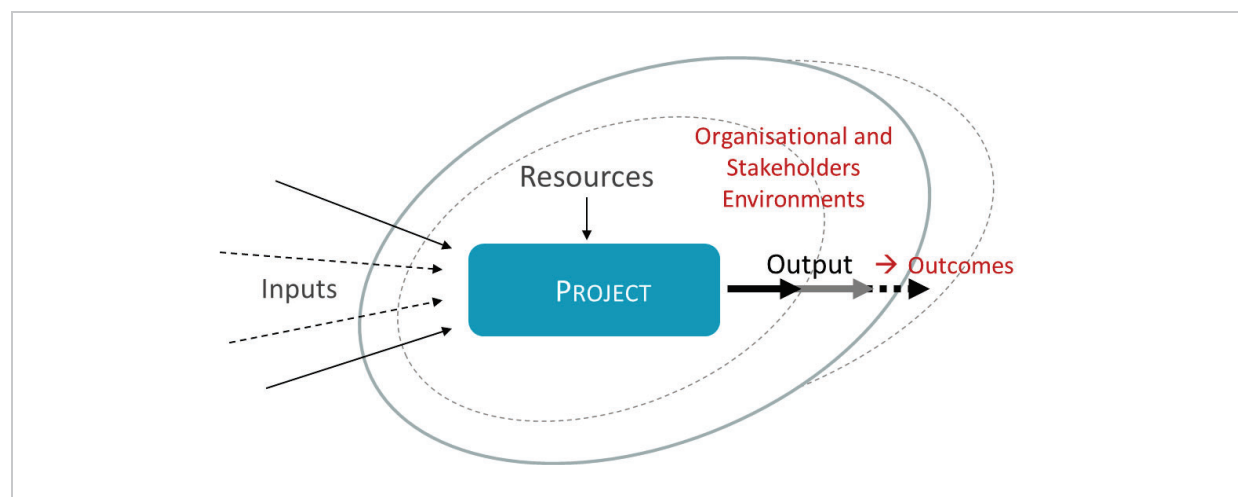 Organisational and
Stakeholders
Environments
Resources
Inputs
PROJECT
Output → Outcomes